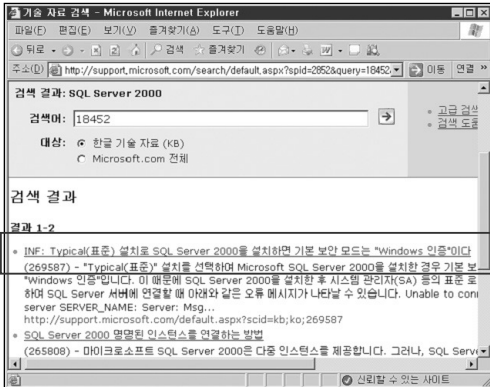 기술 자료 검색 - Microsoft Internet Explorer
파일(F) 편집(E) 보기(V) 즐겨찾기(A) 도구(T) 도움말(H)
뒤로 검색 즐겨찾기
주소(D) http://support.microsoft.com/search/default.aspx?spid=2852&query=18452 이동 연결 »
검색 결과: SQL Server 2000
검색어: 18452
고급 검색
검색 도움
대상: 한글 기술 자료 (KB)
Microsoft.com 전체
검색 결과
결과 1-2
INF: Typical(표준) 설치로 SQL Server 2000을 설치하면 기본 보안 모드는 "Windows 인증"이다
(269587) - "Typical(표준)" 설치를 선택하여 Microsoft SQL Server 2000을 설치한 경우 기본 보
"Windows 인증"입니다. 이 때문에 SQL Server 2000을 설치한 후 시스템 관리자(SA) 등의 표준 로
하여 SQL Server 서버에 연결할 때 아래와 같은 오류 메시지가 나타날 수 있습니다. Unable to con
server SERVER_NAME: Server: Msg...
http://support.microsoft.com/default.aspx?scid=kb;ko;269587
SQL Server 2000 명명된 인스턴스를 연결하는 방법
(265808) - 마이크로소프트 SQL Server 2000은 다중 인스턴스를 제공합니다. 그러나, SQL Serv
신뢰할 수 있는 사이트